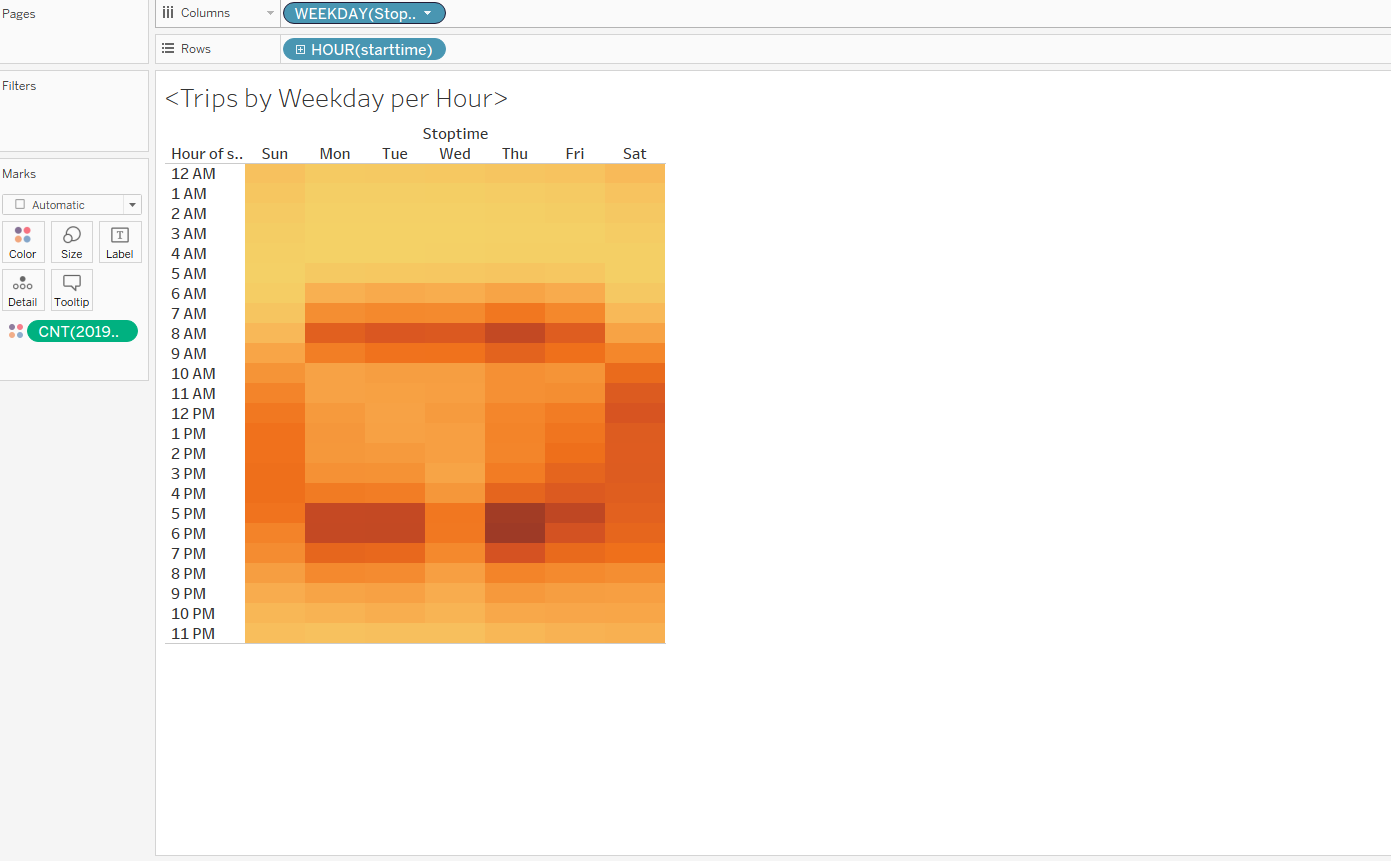 Pages
Columns
WEEKDAY(Stop..
Rows
HOUR(starttime)
Filters
<Trips by Weekday per Hour>
Stoptime
Hour of s.. Sun Mon Tue Wed Thu Fri Sat
Marks
Automatic
Color Size Label
Detail Tooltip
CNT(2019..
12 AM
1 AM
2 AM
3 AM
4 AM
5 AM
6 AM
7 AM
8 AM
9 AM
10 AM
11 AM
12 PM
1 PM
2 PM
3 PM
4 PM
5 PM
6 PM
7 PM
8 PM
9 PM
10 PM
11 PM